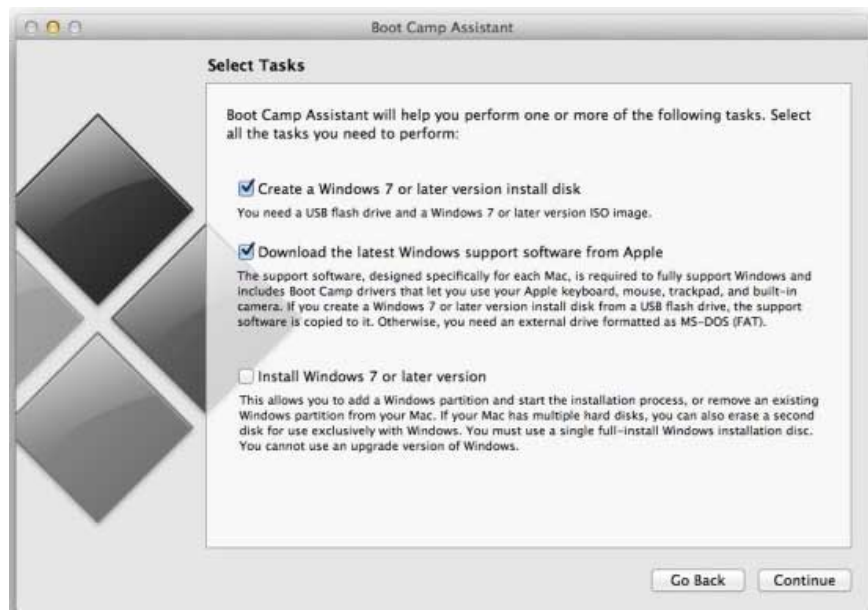 Boot Camp Assistant
Select Tasks
Boot Camp Assistant will help you perform one or more of the following tasks. Select
all the tasks you need to perform:
Create a Windows 7 or later version install disk
You need a USB flash drive and a Windows 7 or later version ISO image.
Download the latest Windows support software from Apple
The support software, designed specifically for each Mac, is required to fully support Windows and
includes Boot Camp drivers that let you use your Apple keyboard, mouse, trackpad, and built-in
camera. If you create a Windows 7 or later version install disk from a USB flash drive, the support
software is copied to it. Otherwise, you need an external drive formatted as MS-DOS (FAT).
Install Windows 7 or later version
This allows you to add a Windows partition and start the installation process, or remove an existing
Windows partition from your Mac. If your Mac has multiple hard disks, you can also erase a second
disk for use exclusively with Windows. You must use a single full-install Windows installation disc.
You cannot use an upgrade version of Windows.
Go Back
Continue